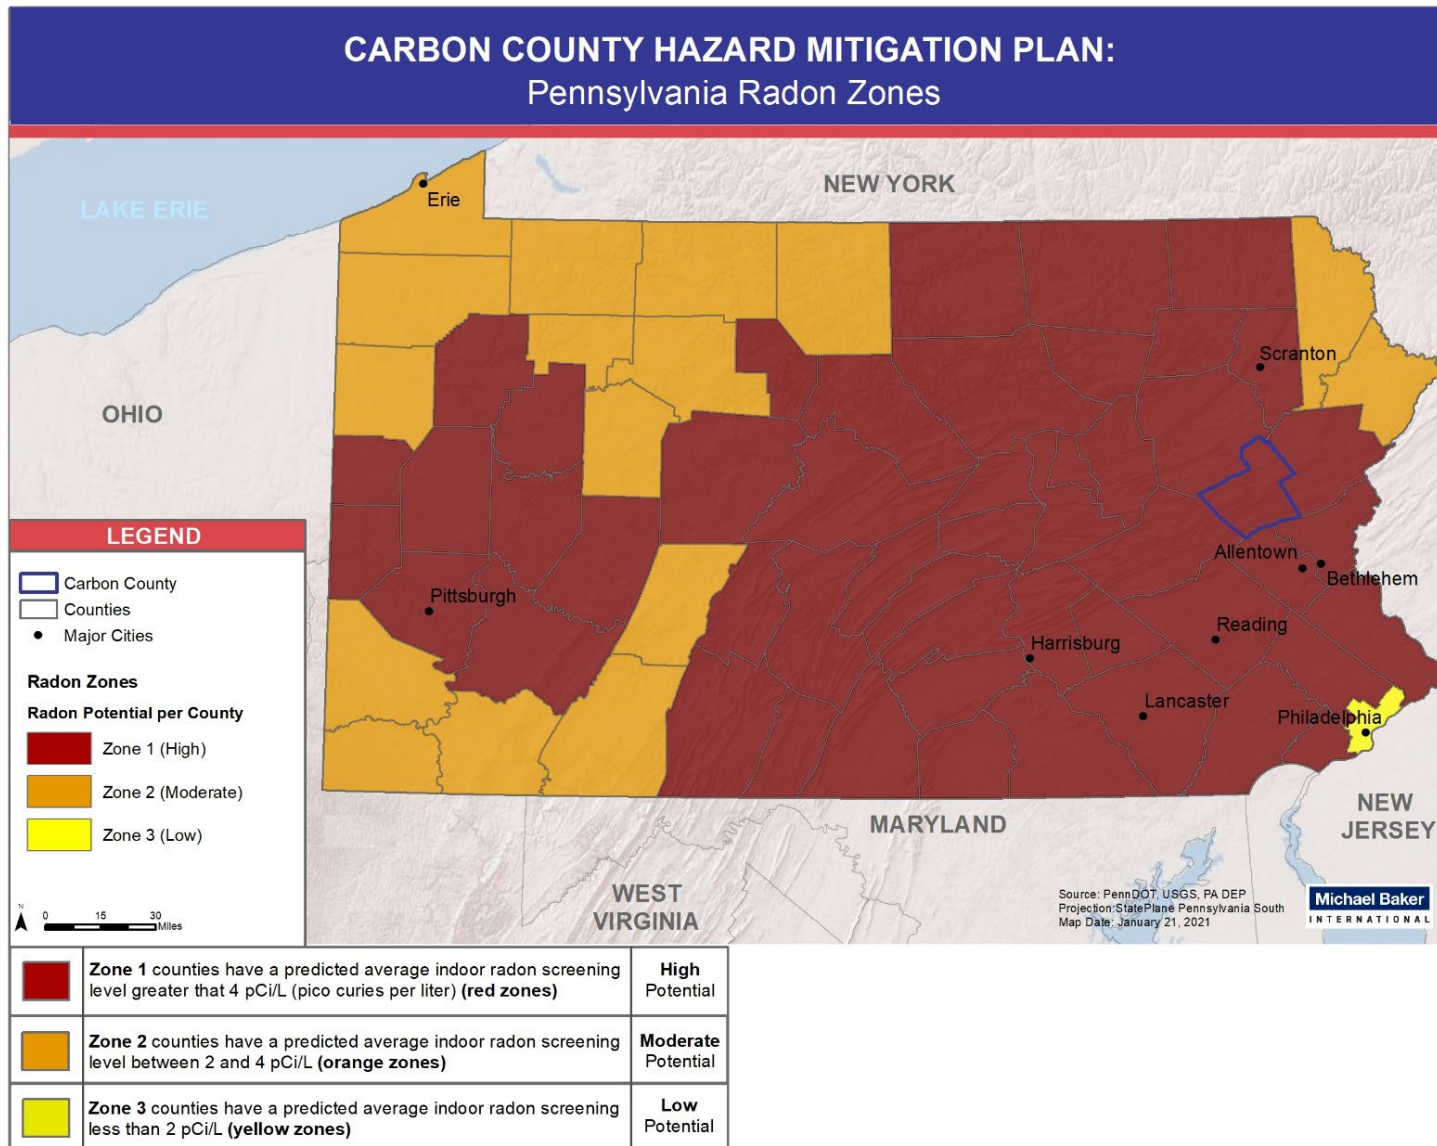 CARBON COUNTY HAZARD MITIGATION PLAN:
Pennsylvania Radon Zones
LAKE ERIE
Erie
NEW YORK
OHIO
Scranton
Allentown
Bethlehem
Pittsburgh
Reading
Harrisburg
Lancaster
Philadelphia
MARYLAND
NEW
JERSEY
WEST
VIRGINIA
LEGEND
Carbon County
Counties
Major Cities
Radon Zones
Radon Potential per County
Zone 1 (High)
Zone 2 (Moderate)
Zone 3 (Low)
N
0 15 30
Miles
Source: PennDOT, USGS, PA DEP
Projection:StatePlane Pennsylvania South
Map Date: January 21, 2021
Michael Baker
INTERNATIONAL
Zone 1 counties have a predicted average indoor radon screening
level greater that 4 pCi/L (pico curies per liter) (red zones)
High
Potential
Zone 2 counties have a predicted average indoor radon screening
level between 2 and 4 pCi/L (orange zones)
Moderate
Potential
Zone 3 counties have a predicted average indoor radon screening
less than 2 pCi/L (yellow zones)
Low
Potential